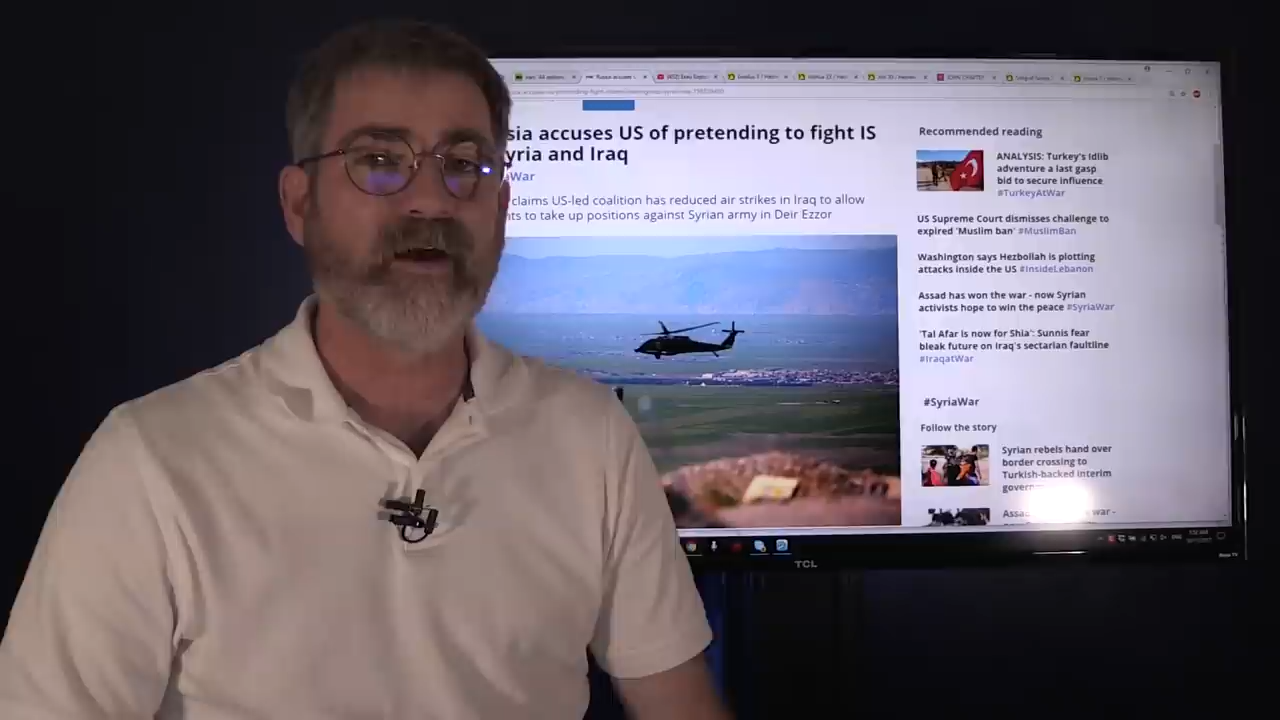 sia accuses US of pretending to fight IS
yria and Iraq
aWar
claims US-led coalition has reduced air strikes in Iraq to allow
nts to take up positions against Syrian army in Deir Ezzor
Recommended reading
ANALYSIS: Turkey's Idlib
adventure a last gasp
bid to secure influence
#TurkeyAtWar
US Supreme Court dismisses challenge to
expired 'Muslim ban' #MuslimBan
Washington says Hezbollah is plotting
attacks inside the US #InsideLebanon
Assad has won the war - now Syrian
activists hope to win the peace #SyriaWar
'Tal Afar is now for Shia': Sunnis fear
bleak future on Iraq's sectarian faultline
#IraqatWar
#SyriaWar
Follow the story
Syrian rebels hand over
border crossing to
Turkish-backed interim
govern
Assa war -
TCL